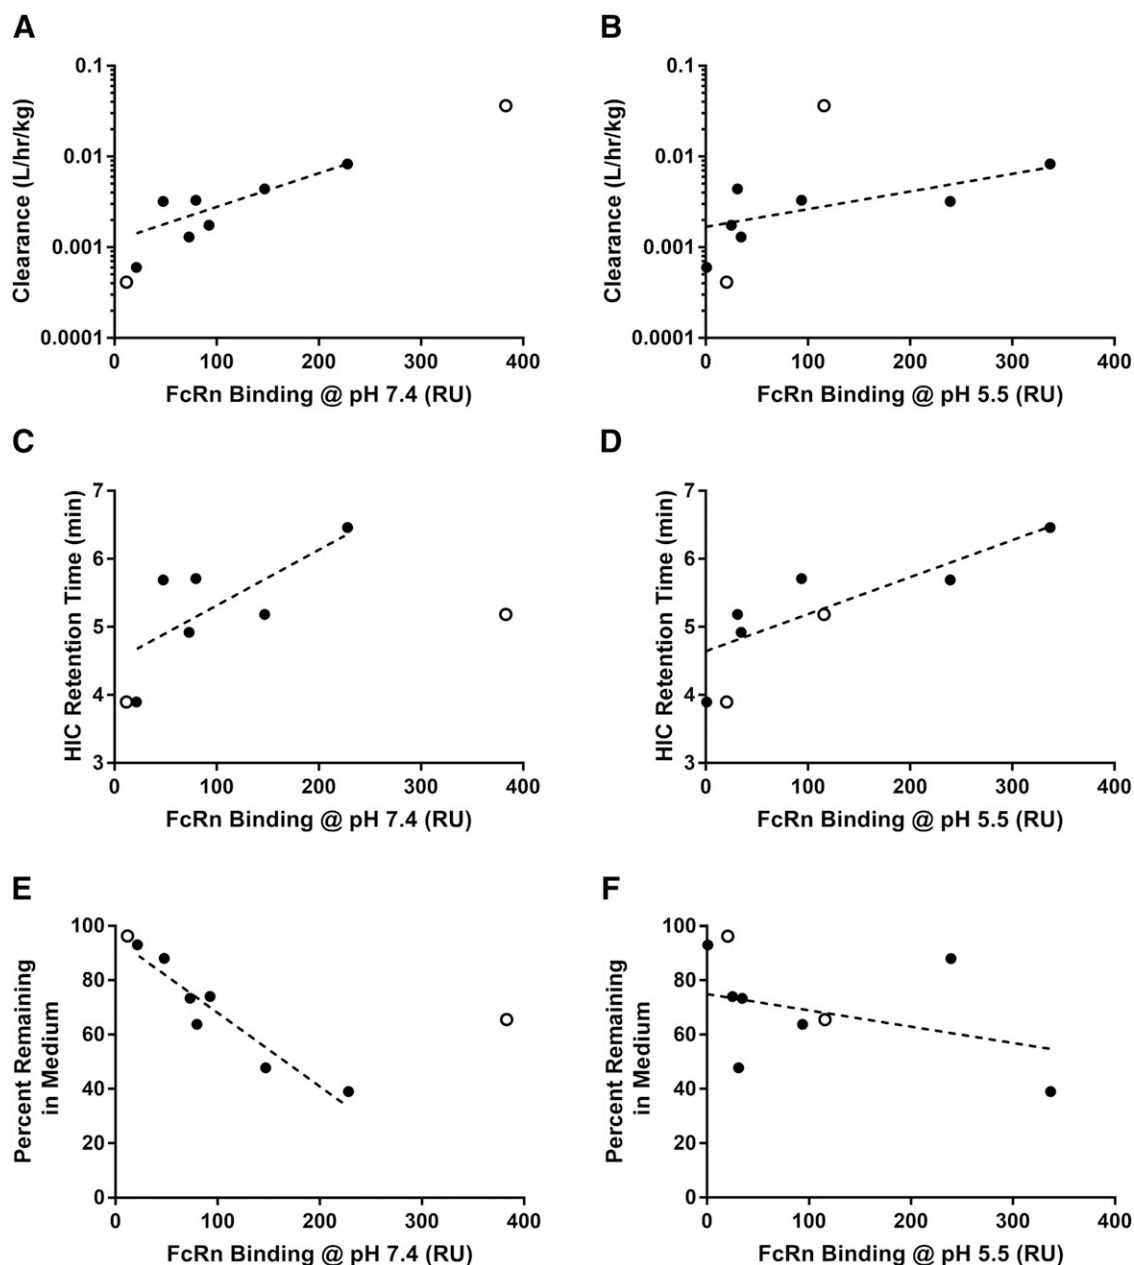 A
Clearance (L/hr/kg)
0.1
0.01
0.001
0.0001
0 100 200 300 400
FcRn Binding @ pH 7.4 (RU)
B
Clearance (L/hr/kg)
0.1
0.01
0.001
0.0001
0 100 200 300 400
FcRn Binding @ pH 5.5 (RU)
C
HIC Retention Time (min)
7
6
5
4
3
0 100 200 300 400
FcRn Binding @ pH 7.4 (RU)
D
HIC Retention Time (min)
7
6
5
4
3
0 100 200 300 400
FcRn Binding @ pH 5.5 (RU)
E
Percent Remaining
in Medium
100
80
60
40
20
0
0 100 200 300 400
FcRn Binding @ pH 7.4 (RU)
F
Percent Remaining
in Medium
100
80
60
40
20
0
0 100 200 300 400
FcRn Binding @ pH 5.5 (RU)